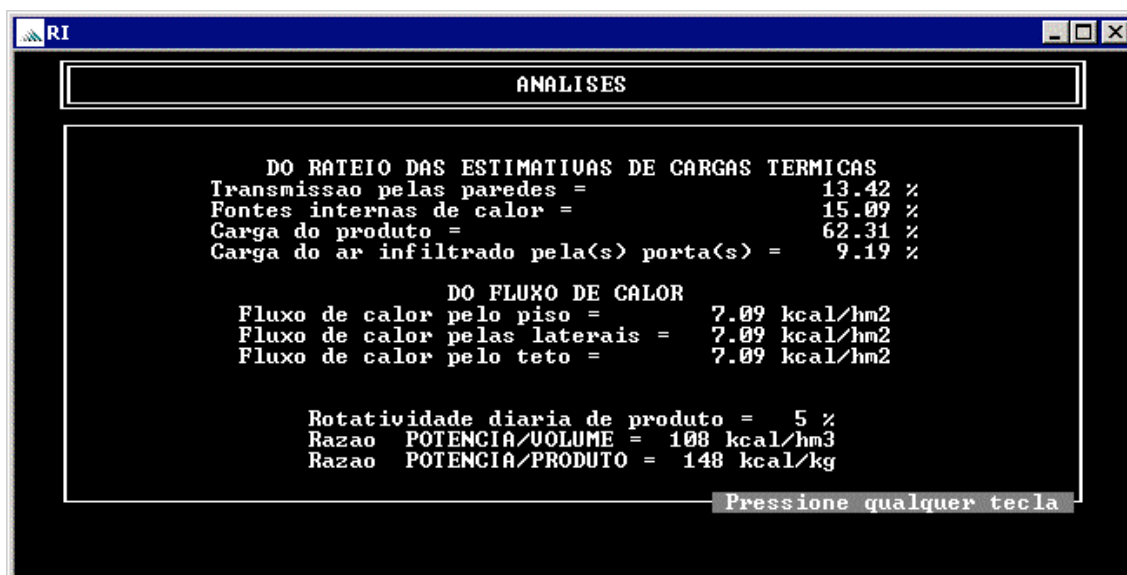 RI
ANALISES
DO RATEIO DAS ESTIMATIVAS DE CARGAS TERMICAS
Transmissao pelas paredes = 13.42 %
Fontes internas de calor = 15.09 %
Carga do produto = 62.31 %
Carga do ar infiltrado pela(s) porta(s) = 9.19 %
DO FLUXO DE CALOR
Fluxo de calor pelo piso = 7.09 kcal/hm2
Fluxo de calor pelas laterais = 7.09 kcal/hm2
Fluxo de calor pelo teto = 7.09 kcal/hm2
Rotatividade diaria de produto = 5 %
Razao POTENCIA/VOLUME = 108 kcal/hm3
Razao POTENCIA/PRODUTO = 148 kcal/kg
Pressione qualquer tecla